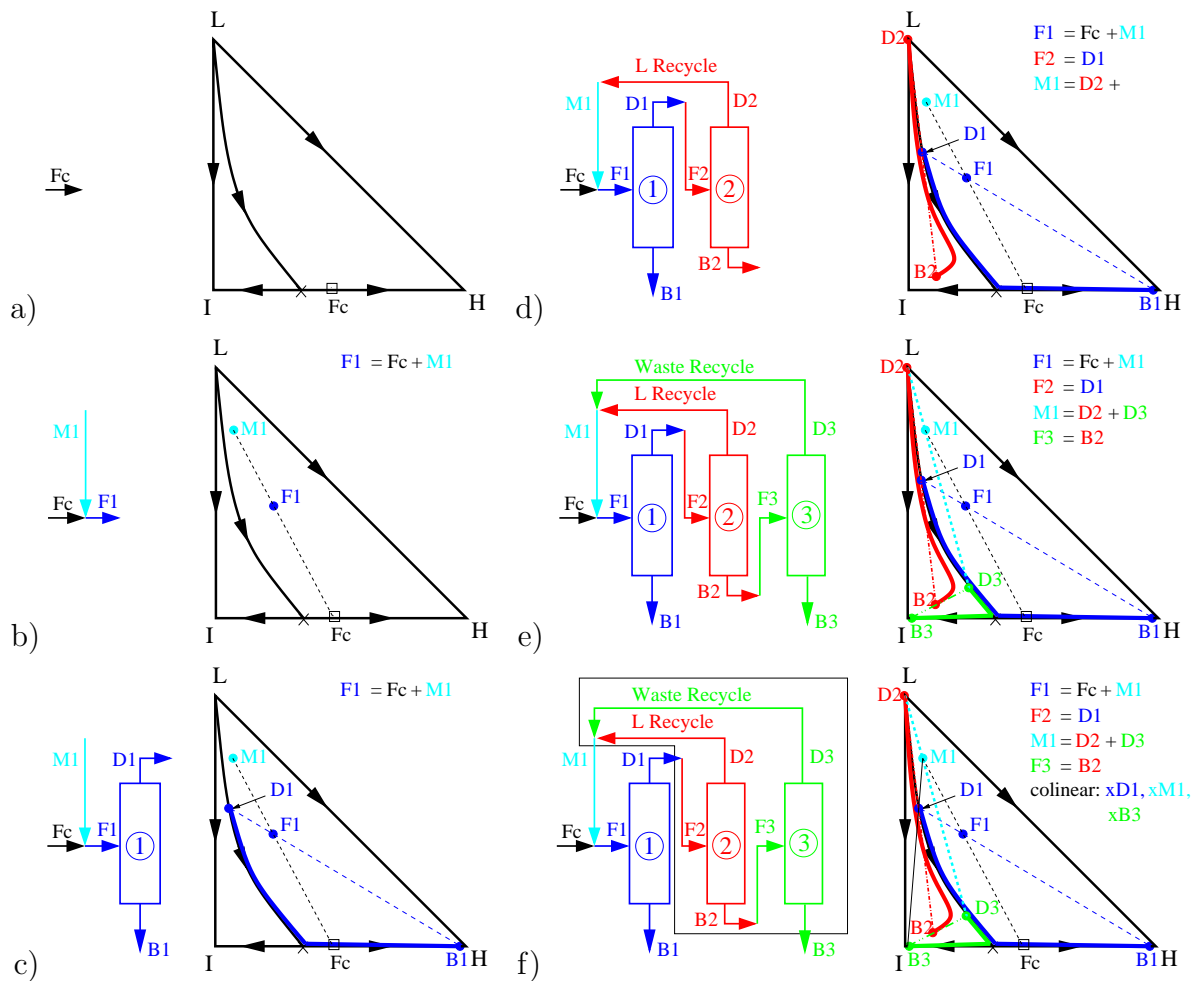 L
Fc
I
Fc
H
a)
L
F1 = Fc + M1
M1
M1
F1
Fc
F1
I
Fc
H
b)
L
F1 = Fc + M1
M1
D1
M1
D1
F1
Fc
F1
1
B1
I
Fc
B1
H
c)
L Recycle
M1
D1
D2
Fc
F1
1
F2
2
B2
B1
L
D2
F1 = Fc + M1
F2 = D1
M1 = D2 +
M1
D1
F1
B2
I
Fc
B1
H
d)
Waste Recycle
L Recycle
M1
D1
D2
D3
Fc
F1
1
F2
2
F3
3
B2
B1
B3
L
D2
F1 = Fc + M1
F2 = D1
M1 = D2 + D3
F3 = B2
M1
D1
F1
D3
B2
I
B3
Fc
B1
H
e)
Waste Recycle
L Recycle
M1
D1
D2
D3
Fc
F1
1
F2
2
F3
3
B2
B1
B3
L
D2
F1 = Fc + M1
F2 = D1
M1 = D2 + D3
F3 = B2
colinear: xD1, xM1,
xB3
M1
D1
F1
D3
B2
I
B3
Fc
B1
H
f)